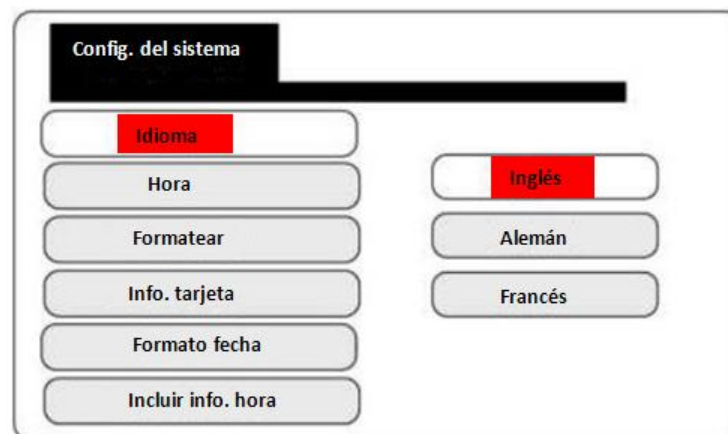 Config. del sistema
Idioma
Hora
Formatear
Info. tarjeta
Formato fecha
Incluir info. hora
Inglés
Alemán
Francés